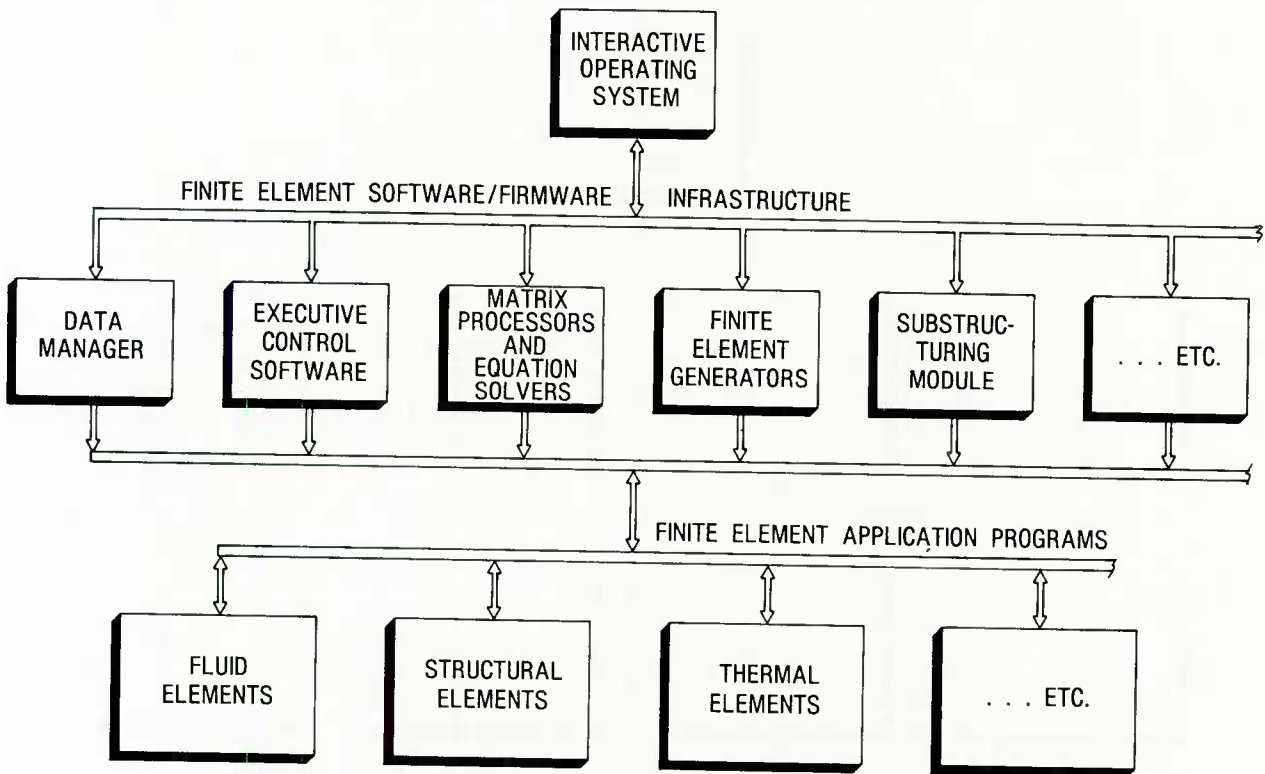 INTERACTIVE
OPERATING
SYSTEM
FINITE ELEMENT SOFTWARE/FIRMWARE INFRASTRUCTURE
DATA
MANAGER
EXECUTIVE
CONTROL
SOFTWARE
MATRIX
PROCESSORS
AND
EQUATION
SOLVERS
FINITE
ELEMENT
GENERATORS
SUBSTRUC-
TURING
MODULE
. . . ETC.
FINITE ELEMENT APPLICATION PROGRAMS
FLUID
ELEMENTS
STRUCTURAL
ELEMENTS
THERMAL
ELEMENTS
. . . ETC.